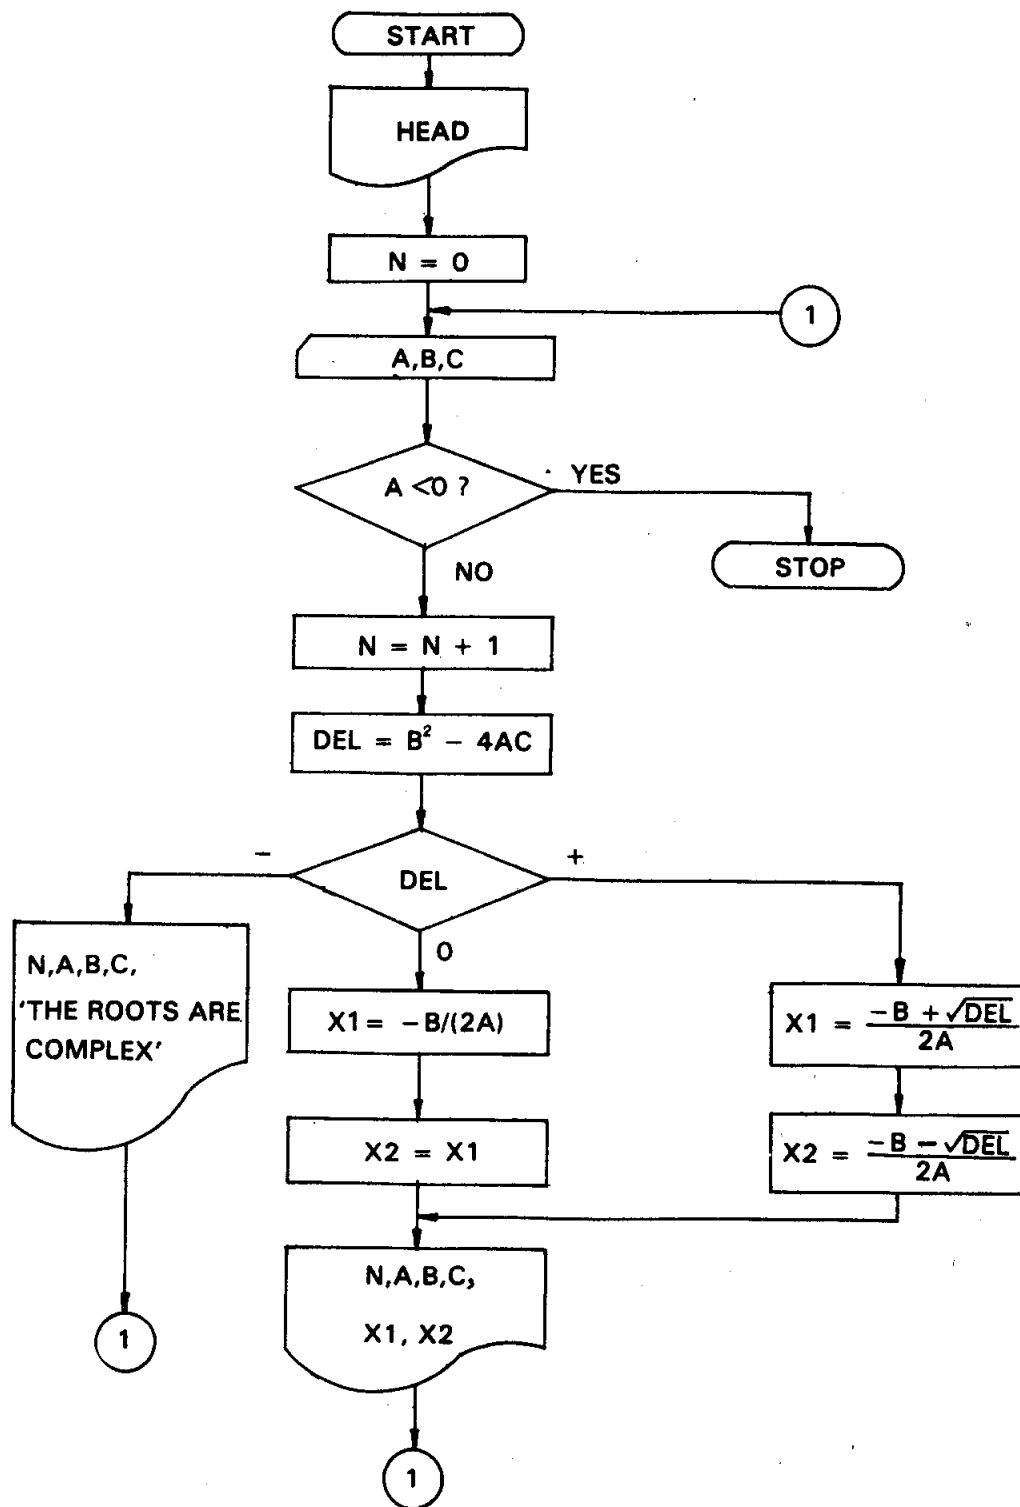 START
HEAD
N = 0
1
A,B,C
A <0 ?
YES
STOP
NO
N = N + 1
DEL = B² - 4AC
DEL
-
+
0
N,A,B,C,
'THE ROOTS ARE
COMPLEX'
X1 = -B/(2A)
X1 = (-B + √DEL)/2A
X2 = X1
X2 = (-B - √DEL)/2A
N,A,B,C,
X1, X2
1
1